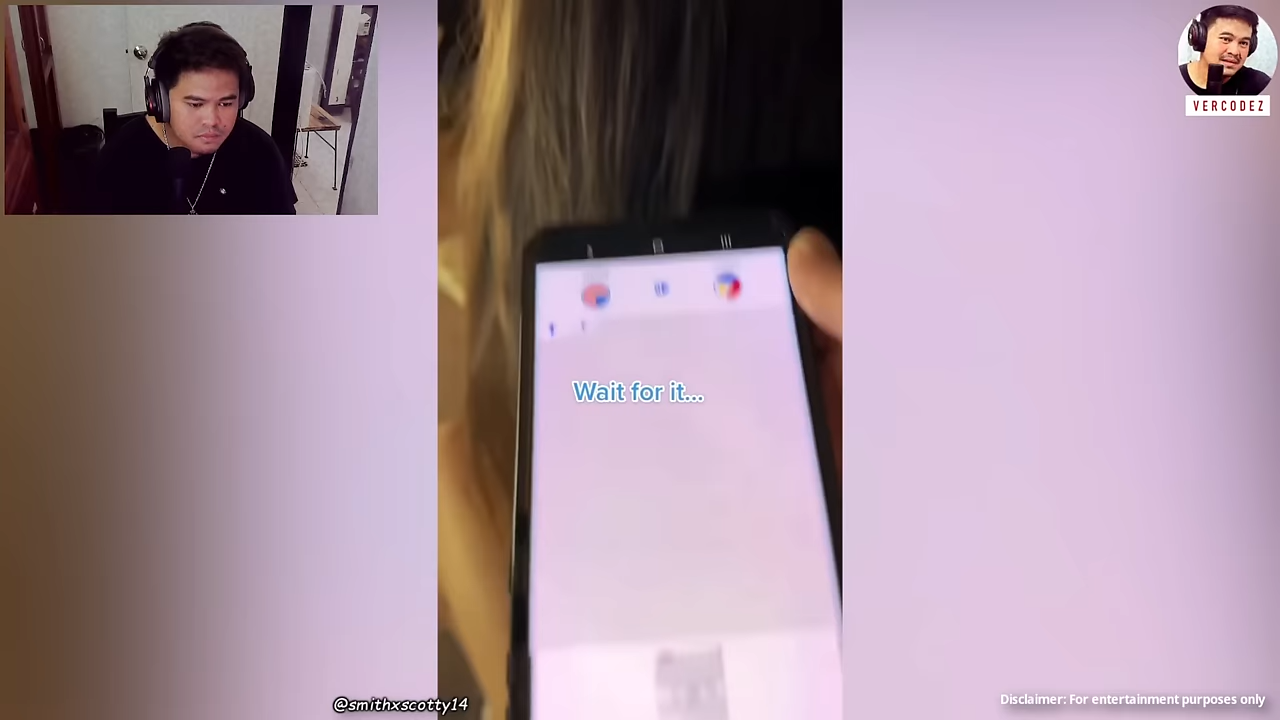 VERCODEZ
Wait for it...
@smithxscotty14
Disclaimer: For entertainment purposes only